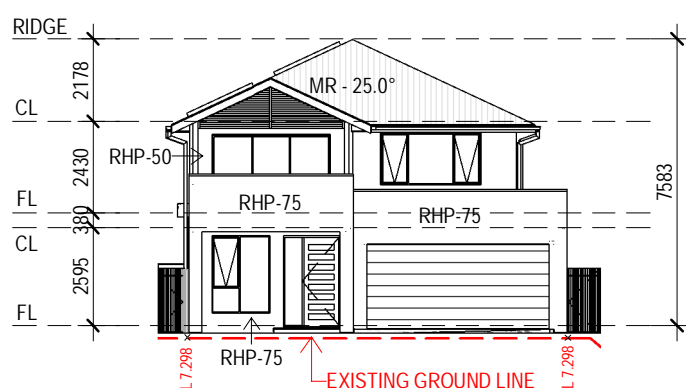 RIDGE
2178
MR - 25.0°
CL
2430
RHP-50
7583
FL
RHP-75
RHP-75
380
CL
2595
FL
RHP-75
L 7.298
L 7.298
EXISTING GROUND LINE